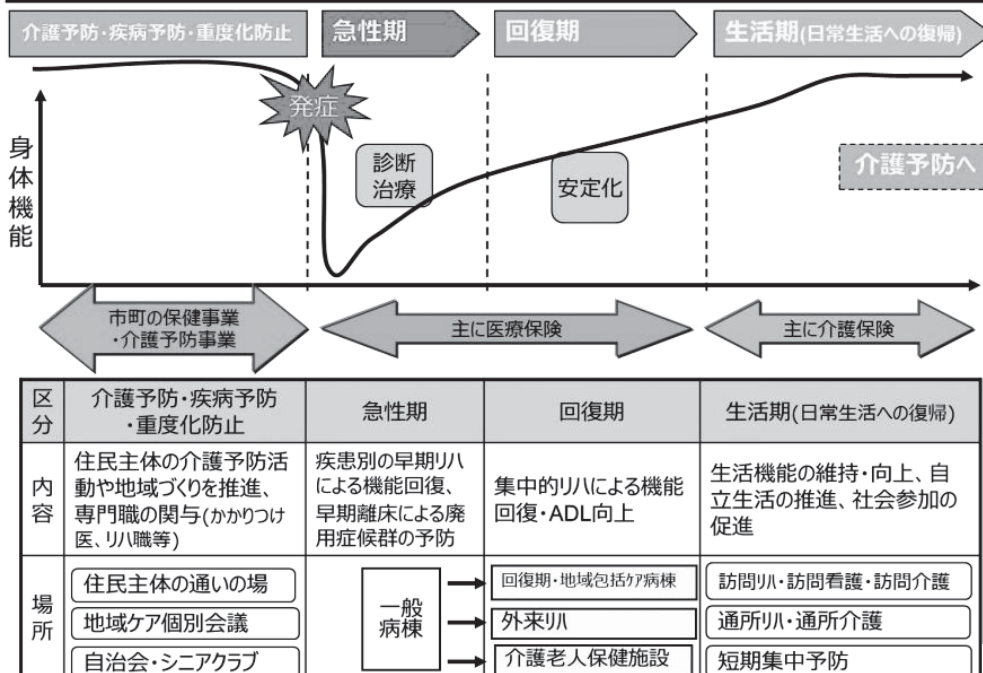 介護予防・疾病予防・重度化防止
急性期
回復期
生活期(日常生活への復帰)
発症
身体機能
診断
治療
安定化
介護予防へ
市町の保健事業
・介護予防事業
主に医療保険
主に介護保険
区分
介護予防・疾病予防
・重度化防止
急性期
回復期
生活期(日常生活への復帰)
内容
住民主体の介護予防活
動や地域づくりを推進、
専門職の関与(かかりつけ
医、リハ職等)
疾患別の早期リハ
による機能回復、
早期離床による廃
用症候群の予防
集中的リハによる機能
回復・ADL向上
生活機能の維持・向上、自
立生活の推進、社会参加の
促進
場所
住民主体の通いの場
地域ケア個別会議
自治会・シニアクラブ
一般
病棟
回復期・地域包括ケア病棟
外来リハ
介護老人保健施設
訪問リハ・訪問看護・訪問介護
通所リハ・通所介護
短期集中予防